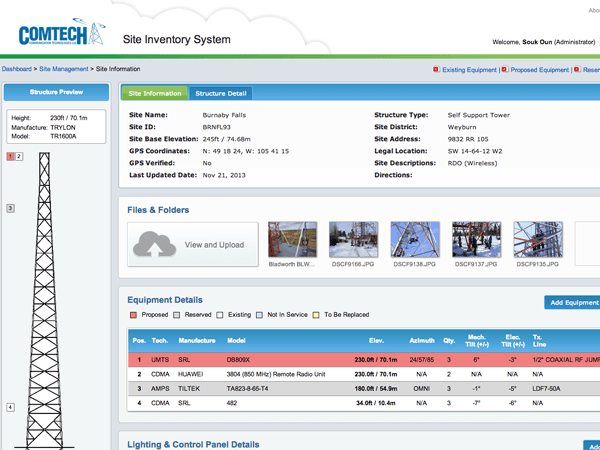 Abou
COMTECH
COMMUNICATION TECHNOLOGIES LTD
Site Inventory System
Welcome, Souk Oun (Administrator)
Dashboard > Site Management > Site Information
Existing Equipment | Proposed Equipment | Reserv
Structure Preview
Height: 230ft / 70.1m
Manufacture: TRYLON
Model: TR1600A
1 2
3
4
Site Information Structure Detail
Site Name: Burnaby Falls Structure Type: Self Support Tower
Site ID: BRNFL93 Site District: Weyburn
Site Base Elevation: 245ft / 74.68m Site Address: 9832 RR 105
GPS Coordinates: N: 49 18 24, W: 105 41 15 Legal Location: SW 14-64-12 W2
GPS Verified: No Site Descriptions: RDO (Wireless)
Last Updated Date: Nov 21, 2013 Directions:
Files & Folders
View and Upload
Bladworth BLW... DSCF9166.JPG DSCF9138.JPG DSCF9137.JPG DSCF9135.JPG
Equipment Details
Add Equipment
Proposed Reserved Existing Not In Service To Be Replaced
Pos. Tech. Manufacture Model Elev. Azimuth Qty. Mech. Tilt (+/-) Elec. Tilt (+/-) Tx. Line
1 UMTS SRL DB809X 230.0ft / 70.1m 24/57/85 3 6° -3° 1/2" COAXIAL RF JUMP
2 CDMA HUAWEI 3804 (850 MHz) Remote Radio Unit 230.0ft / 70.1m N/A 2 N/A N/A N/A
3 AMPS TILTEK TA823-8-65-T4 180.0ft / 54.9m OMNI 3 -1° -5° LDF7-50A
4 CDMA SRL 482 34.0ft / 10.4m N/A 3 -7° -6° N/A
Lighting & Control Panel Details
Add